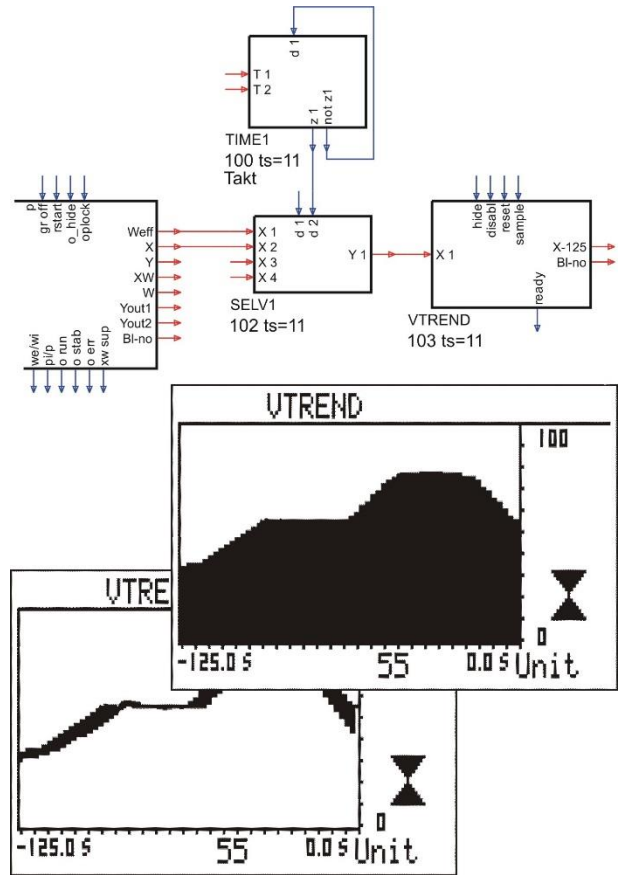 d 1
T 1
T 2
z 1
not z1
TIME1
100 ts=11
Takt
p
gr off
rstart
o_hide
oplock
Weff
X
Y
XW
W
Yout1
Yout2
Bl-no
we/wi
pi/p
o run
o stab
o err
xw sup
d 1
d 2
X 1
X 2
X 3
X 4
Y 1
SELV1
102 ts=11
hide
disabl
reset
sample
X 1
X-125
Bl-no
ready
VTREND
103 ts=11
VTREND
100
0
-125.0 S 55 0.0 S Unit
VTRE
0
-125.0 S 55 0.0 S Unit